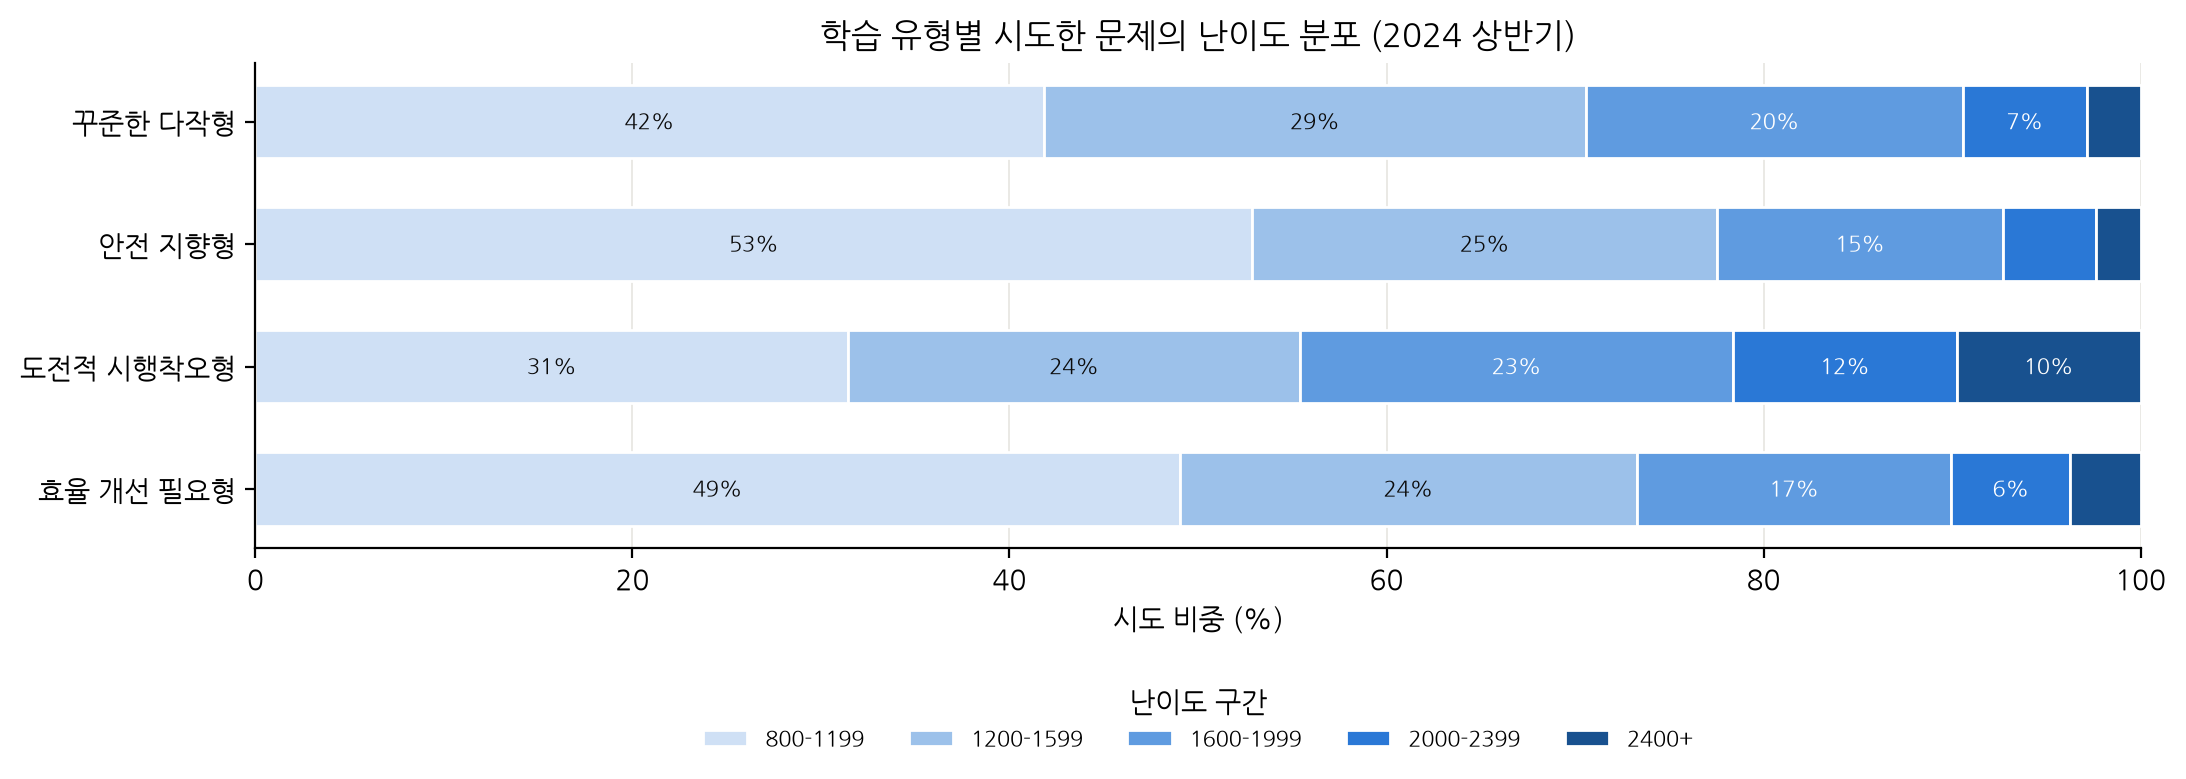 학습 유형별 시도한 문제의 난이도 분포 (2024 상반기)
꾸준한 다작형 42% 29% 20% 7%
안전 지향형 53% 25% 15%
도전적 시행착오형 31% 24% 23% 12% 10%
효율 개선 필요형 49% 24% 17% 6%
0 20 40 60 80 100
시도 비중 (%)
난이도 구간
800-1199 1200-1599 1600-1999 2000-2399 2400+